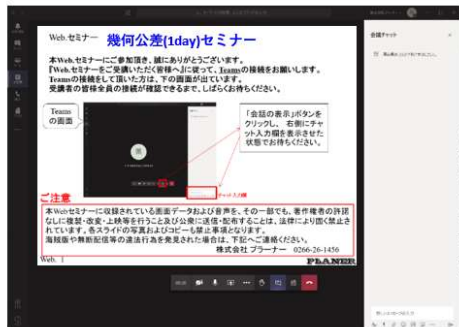 Web.セミナー 幾何公差(1day)セミナー
本Web.セミナーにご参加頂き、誠にありがとうございます。
『Web.セミナーをご受講いただく皆様へ』に従って、Teamsの接続をお願いします。
Teamsの接続をして頂いた方は、下の画面が出ています。
受講者の皆様全員の接続が確認できるまで、しばらくお待ちください。
Teams
の画面
「会話の表示」ボタンを
クリックし、右側にチャ
ット入力欄を表示させた
状態でお待ちください。
チャット入力欄
ご注意
本Webセミナーに収録されている画面データおよび音声を、その一部でも、著作権者の許諾
なしに複製・改変・上映等を行うこと及び公衆に送信・配布することは、法律により固く禁止さ
れています。各スライドの写真およびコピーも禁止事項となります。
海賊版や無断配信等の違法行為を発見された場合は、下記へご連絡ください。
株式会社 プラーナー 0266-26-1456
Web. 1
PLANER
会議チャット